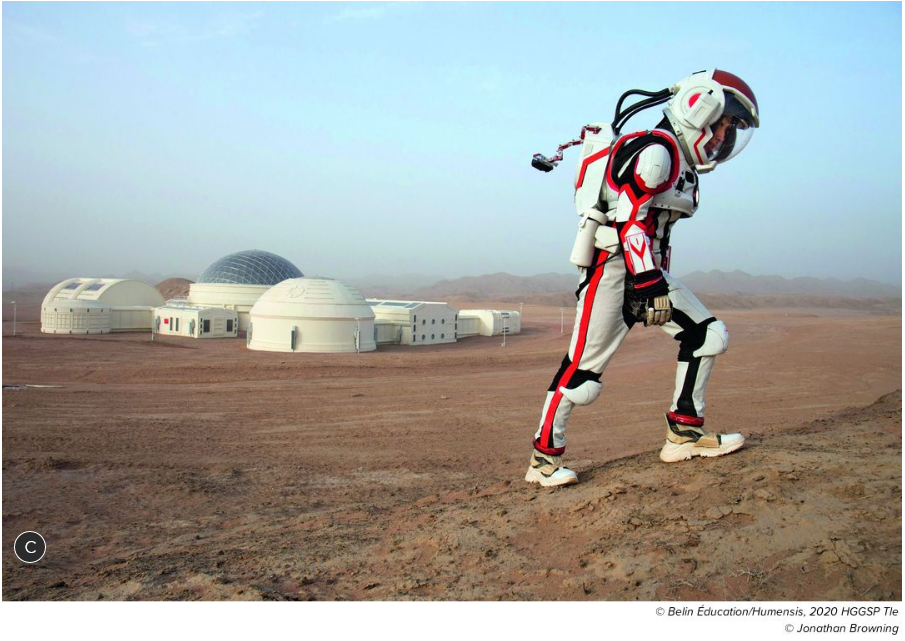 C
© Belin Éducation/Humensis, 2020 HGGSP Tle
© Jonathan Browning